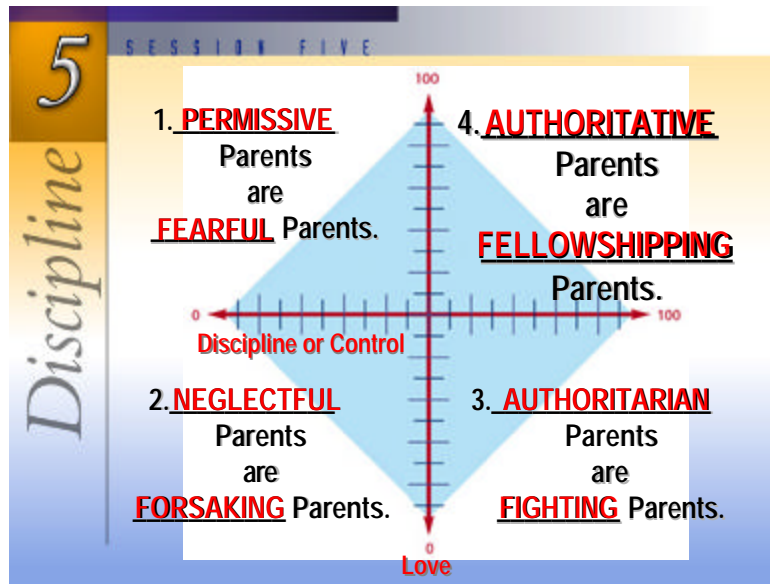 5
SESSION FIVE
Discipline
100
1. PERMISSIVE
Parents
are
FEARFUL Parents.
4. AUTHORITATIVE
Parents
are
FELLOWSHIPPING
Parents.
0
100
Discipline or Control
2. NEGLECTFUL
Parents
are
FORSAKING Parents.
3. AUTHORITARIAN
Parents
are
FIGHTING Parents.
0
Love